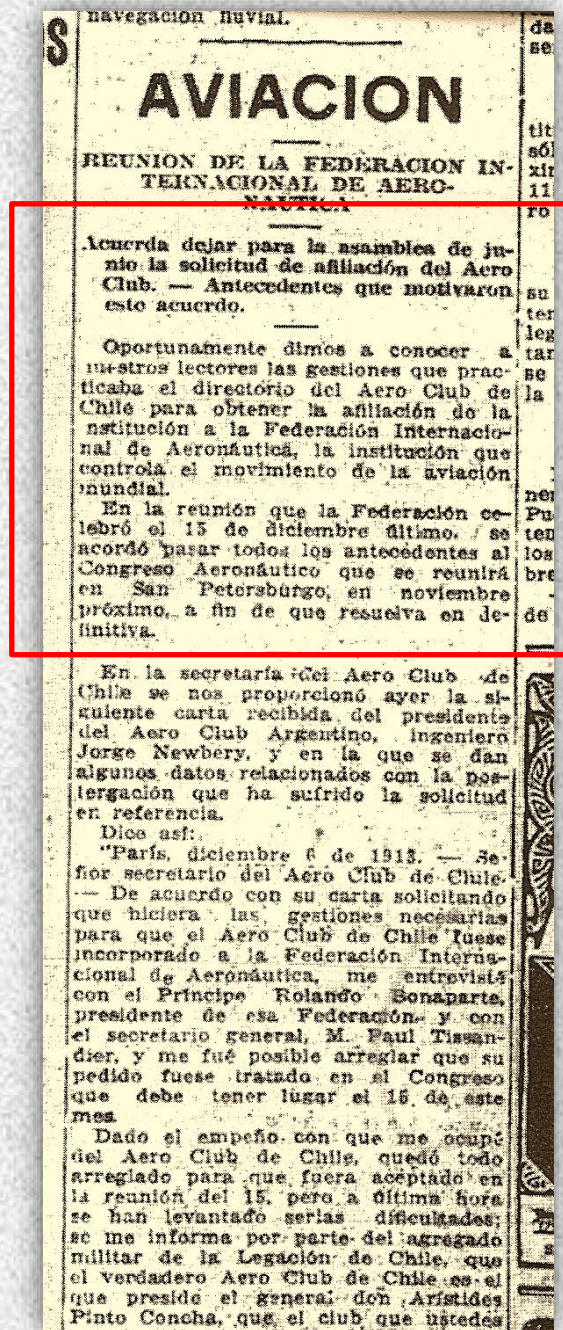 navegación fluvial.
AVIACION
REUNION DE LA FEDERACION IN-
TERNACIONAL DE AERO-
NAUTICA
Acuerda dejar para la asamblea de ju-
nio la solicitud de afiliación del Aero
Club. — Antecedentes que motivaron
este acuerdo.
Oportunamente dimos a conocer a
nuestros lectores las gestiones que prac-
ticaba el directorio del Aero Club de
Chile para obtener la afiliación de la
nstitución a la Federación Internacio-
nal de Aeronáutica, la institución que
controla el movimiento de la aviación
mundial.
En la reunión que la Federación ce-
lebró el 15 de diciembre último, se
acordó pasar todos los antecedentes al
Congreso Aeronáutico que se reunirá
en San Petersburgo, en noviembre
próximo, a fin de que resuelva en de-
finitiva.
En la secretaría del Aero Club de
Chile se nos proporcionó ayer la si-
guiente carta recibida del presidente
del Aero Club Argentino, ingeniero
Jorge Newbery, y en la que se dan
algunos datos relacionados con la pos-
tergación que ha sufrido la solicitud
en referencia.
Dice así:
"París, diciembre 6 de 1913. — Se-
ñor secretario del Aero Club de Chile.
— De acuerdo con su carta solicitando
que hiciera las gestiones necesarias
para que el Aero Club de Chile fuese
incorporado a la Federación Interna-
cional de Aeronáutica, me entrevisté
con el Príncipe Rolando Bonaparte,
presidente de esa Federación y con
el secretario general, M. Paul Tissan-
dier, y me fué posible arreglar que su
pedido fuese tratado en el Congreso
que debe tener lugar el 15 de este
mes.
Dado el empeño con que me ocupé
del Aero Club de Chile, quedó todo
arreglado para que fuera aceptado en
la reunión del 15, pero a última hora
se han levantado serias dificultades;
se me informa por parte del agregado
militar de la Legación de Chile, que
el verdadero Aero Club de Chile es el
que preside el general don Arístides
Pinto Concha, que el club que ustedes